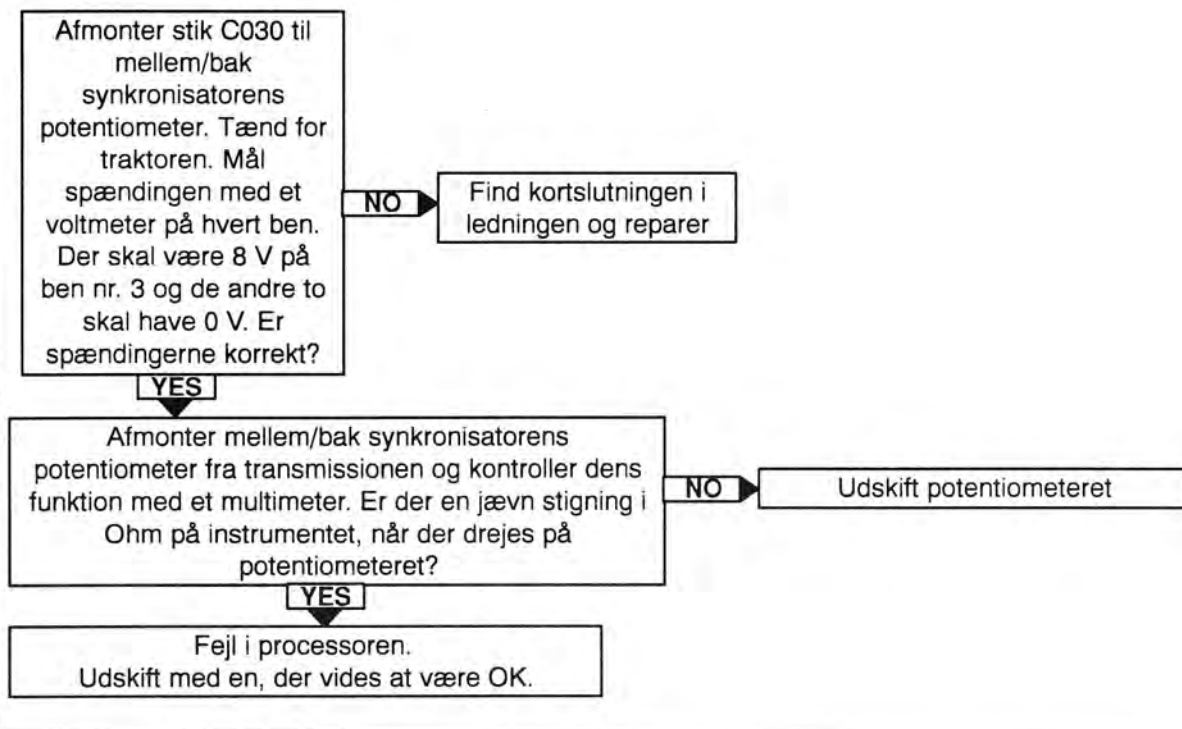 Afmonter stik C030 til
mellem/bak
synkronisatorens
potentiometer. Tænd for
traktoren. Mål
spændingen med et
voltmeter på hvert ben.
Der skal være 8 V på
ben nr. 3 og de andre to
skal have 0 V. Er
spændingerne korrekt?
NO
Find kortslutningen i
ledningen og reparer
YES
Afmonter mellem/bak synkronisatorens
potentiometer fra transmissionen og kontroller dens
funktion med et multimeter. Er der en jævn stigning i
Ohm på instrumentet, når der drejes på
potentiometeret?
NO
Udskift potentiometeret
YES
Fejl i processoren.
Udskift med en, der vides at være OK.